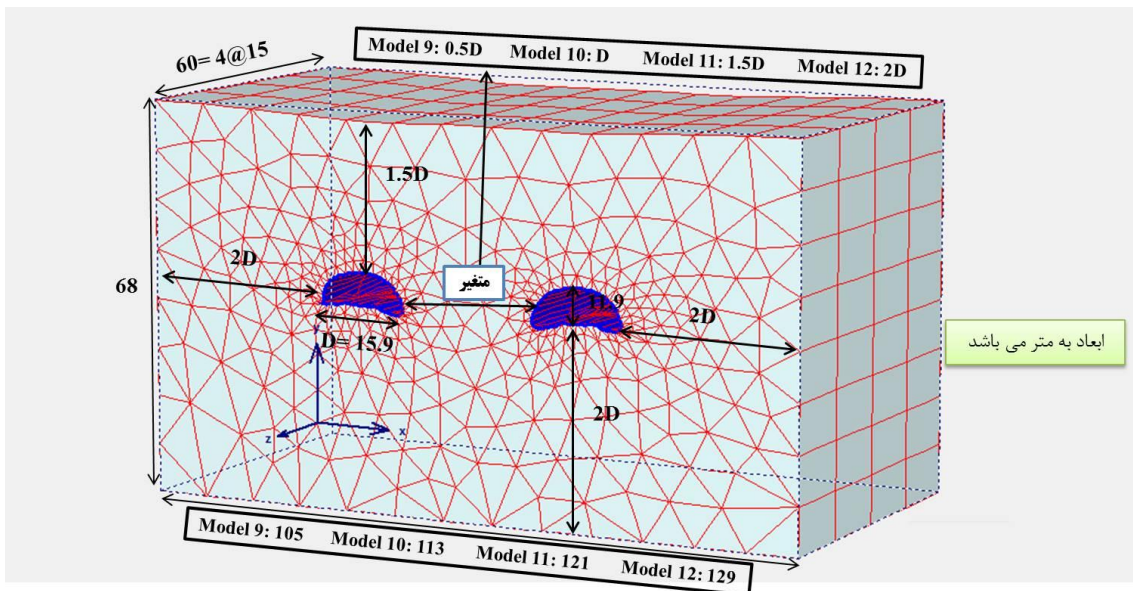 Model 9: 0.5D Model 10: D Model 11: 1.5D Model 12: 2D
60= 4@15
1.5D
2D
متغیر
68
11.9
2D
D= 15.9
ابعاد به متر می باشد
2D
y
z
x
Model 9: 105 Model 10: 113 Model 11: 121 Model 12: 129